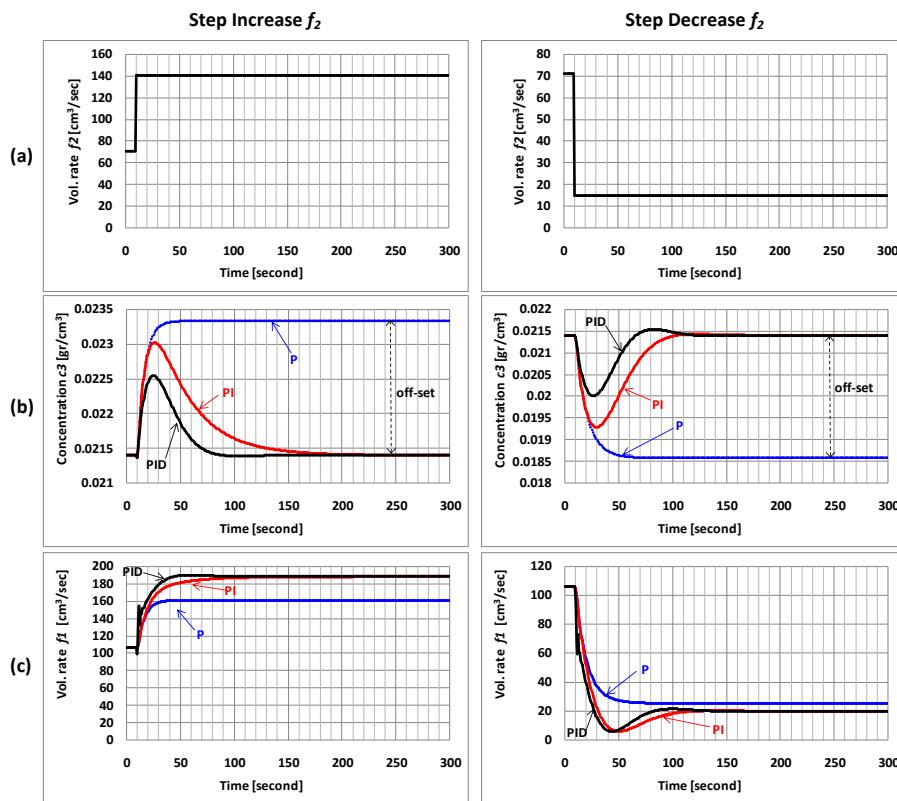 Step Increase f₂
Step Decrease f₂
(a)
Vol. rate f2 [cm³/sec]
160
140
120
100
80
60
40
20
0
0 50 100 150 200 250 300
Time [second]
Vol. rate f2 [cm³/sec]
80
70
60
50
40
30
20
10
0
0 50 100 150 200 250 300
Time [second]
(b)
Concentration c3 [gr/cm³]
0.0235
0.023
0.0225
0.022
0.0215
0.021
P
PI
PID
off-set
0 50 100 150 200 250 300
Time [second]
Concentration c3 [gr/cm³]
0.022
0.0215
0.021
0.0205
0.02
0.0195
0.019
0.0185
0.018
PID
PI
P
off-set
0 50 100 150 200 250 300
Time [second]
(c)
Vol. rate f1 [cm³/sec]
200
180
160
140
120
100
80
60
40
20
0
PID
PI
P
0 50 100 150 200 250 300
Time [second]
Vol. rate f1 [cm³/sec]
120
100
80
60
40
20
0
P
PID
PI
0 50 100 150 200 250 300
Time [second]